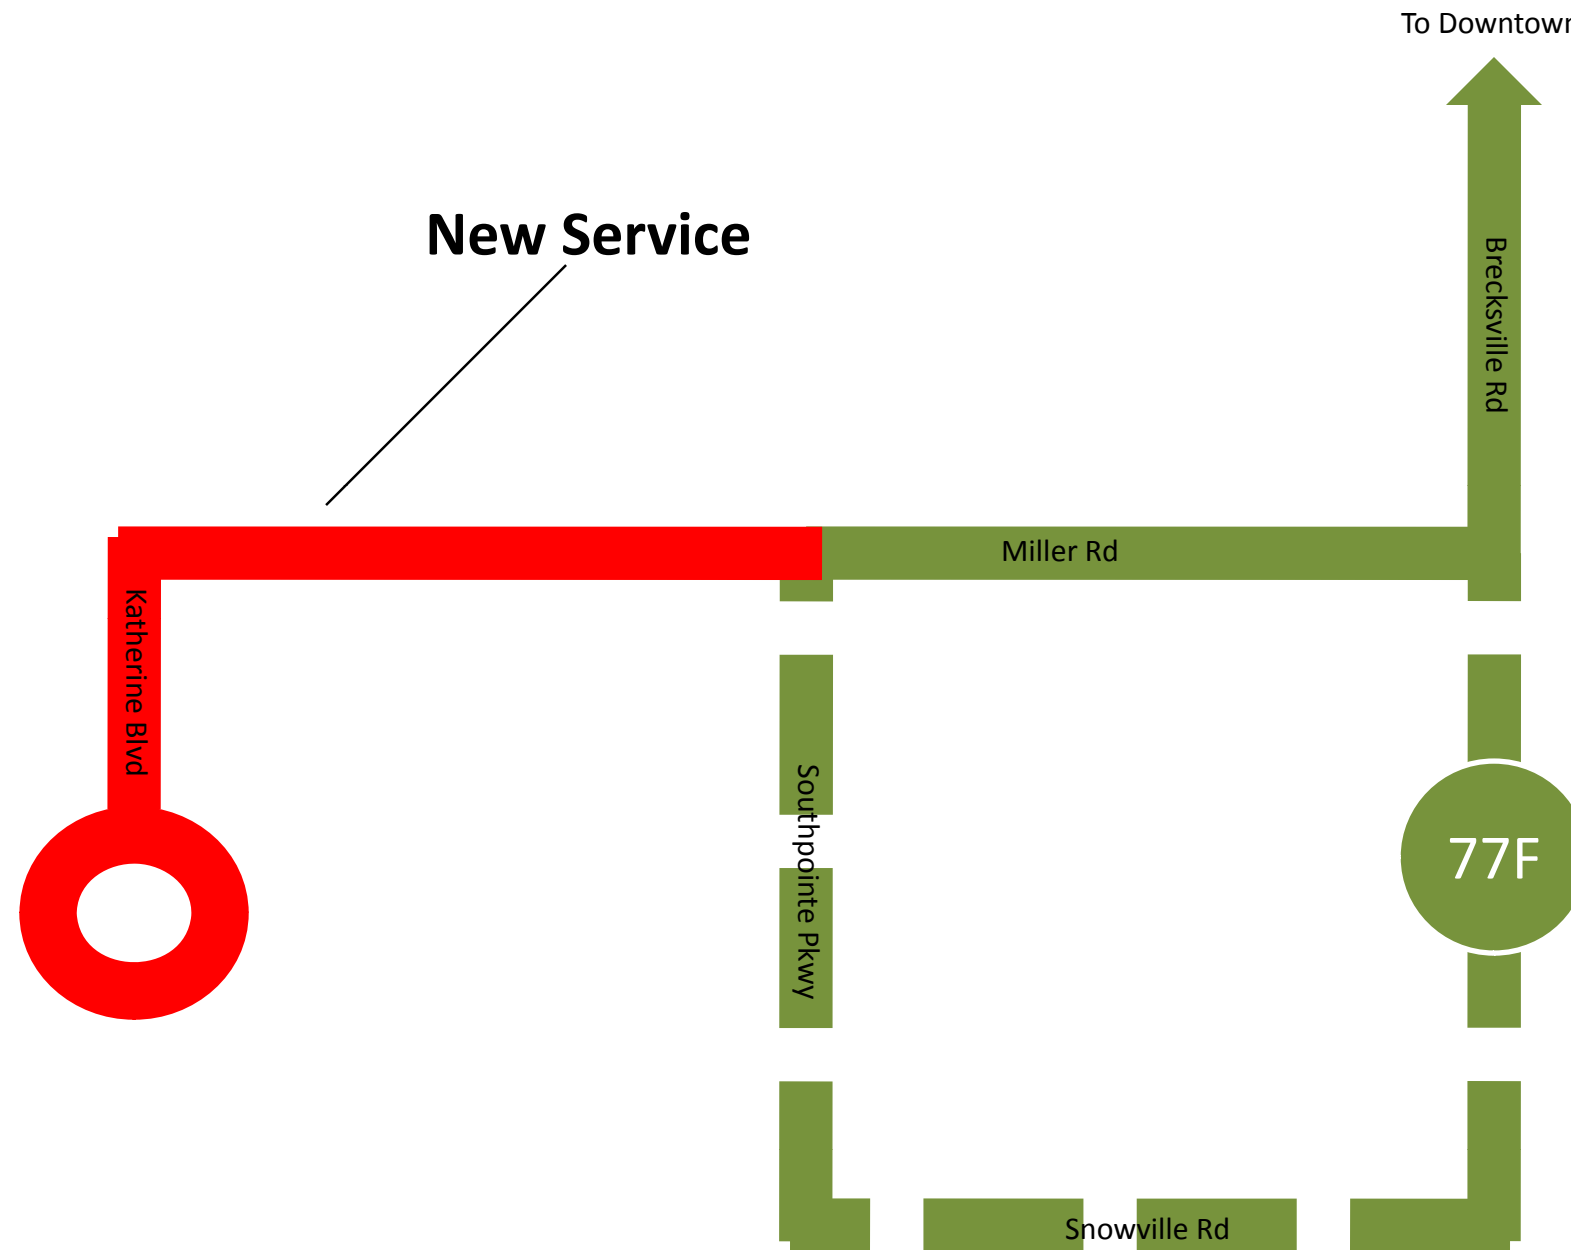 To Downtown
New Service
Brecksville Rd
Miller Rd
Katherine Blvd
Southpointe Pkwy
77F
Snowville Rd